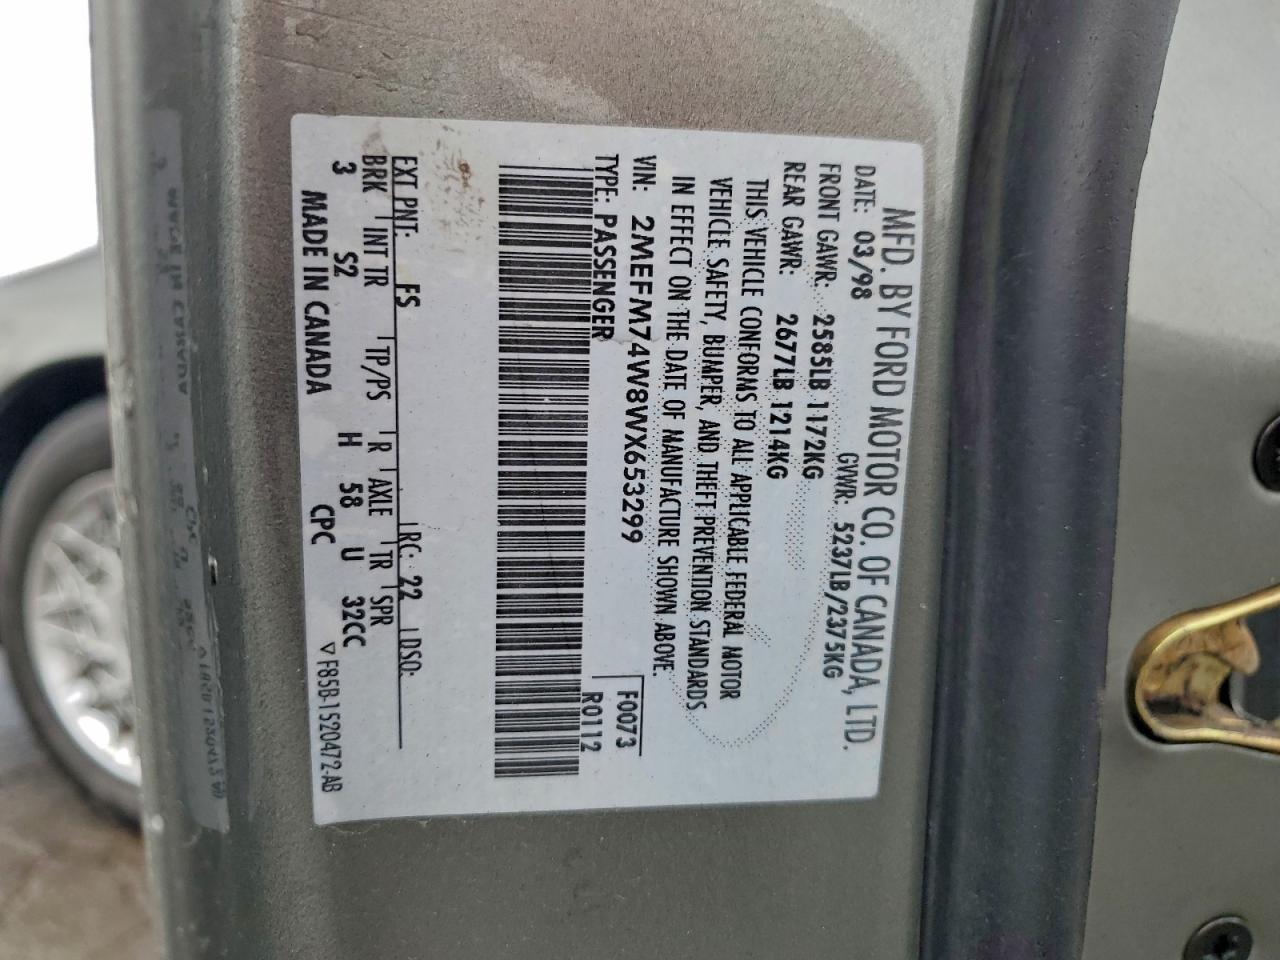 MFD. BY FORD MOTOR CO. OF CANADA, LTD.
DATE: 03/98 GVWR: 5237LB/2375KG
FRONT GAWR: 2585LB 1172KG
REAR GAWR: 2677LB 1214KG
THIS VEHICLE CONFORMS TO ALL APPLICABLE FEDERAL MOTOR
VEHICLE SAFETY, BUMPER, AND THEFT PREVENTION STANDARDS
IN EFFECT ON THE DATE OF MANUFACTURE SHOWN ABOVE.
VIN: 2MEFM74W8WX653299 F0073
TYPE: PASSENGER R0112
EXT PNT: FS RC: 22 DSO:
BRK INT TR TP/PS R AXLE TR SPR
3 S2 H 58 U 32CC
MADE IN CANADA CPC ▽F85B-1520472-AB